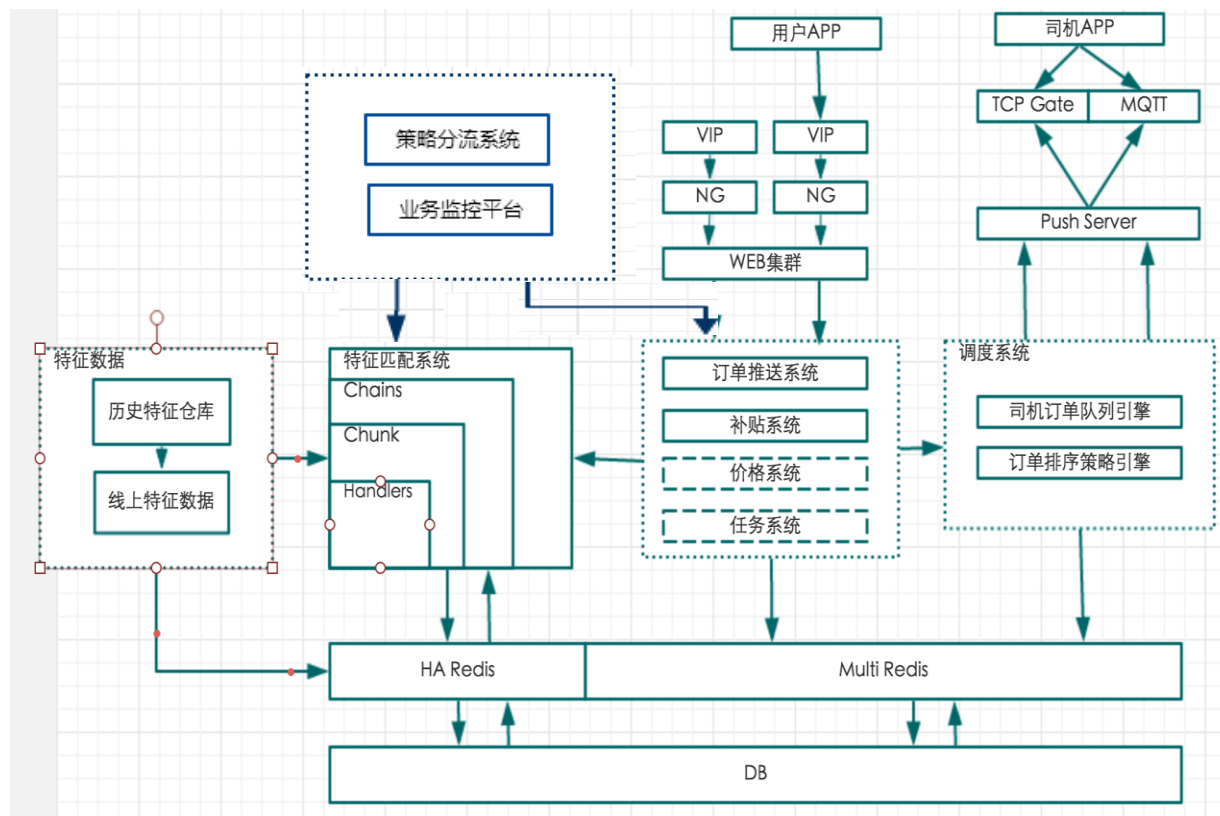 用户APP
司机APP
TCP Gate
MQTT
策略分流系统
VIP
VIP
业务监控平台
NG
NG
Push Server
WEB集群
特征数据
特征匹配系统
调度系统
历史特征仓库
Chains
订单推送系统
司机订单队列引擎
Chunk
补贴系统
订单排序策略引擎
线上特征数据
Handlers
价格系统
任务系统
HA Redis
Multi Redis
DB